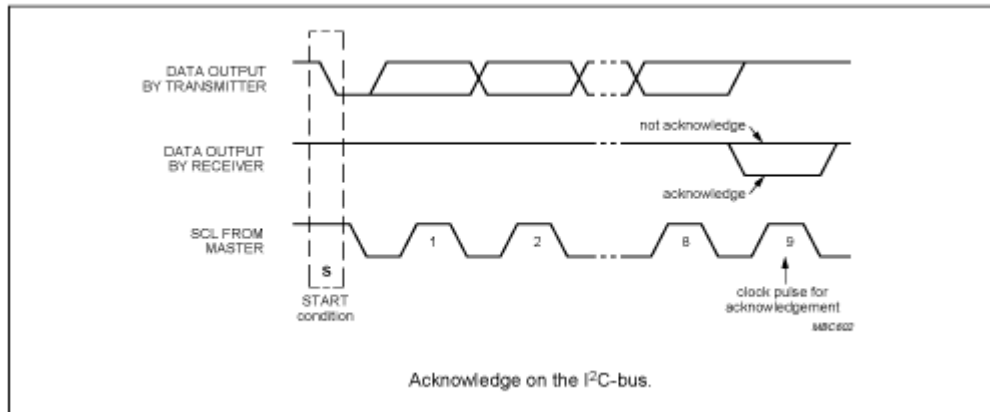 DATA OUTPUT
BY TRANSMITTER
not acknowledge
DATA OUTPUT
BY RECEIVER
acknowledge
SCL FROM
MASTER
1
2
8
9
S
START
condition
clock pulse for
acknowledgement
MBC602
Acknowledge on the I²C-bus.